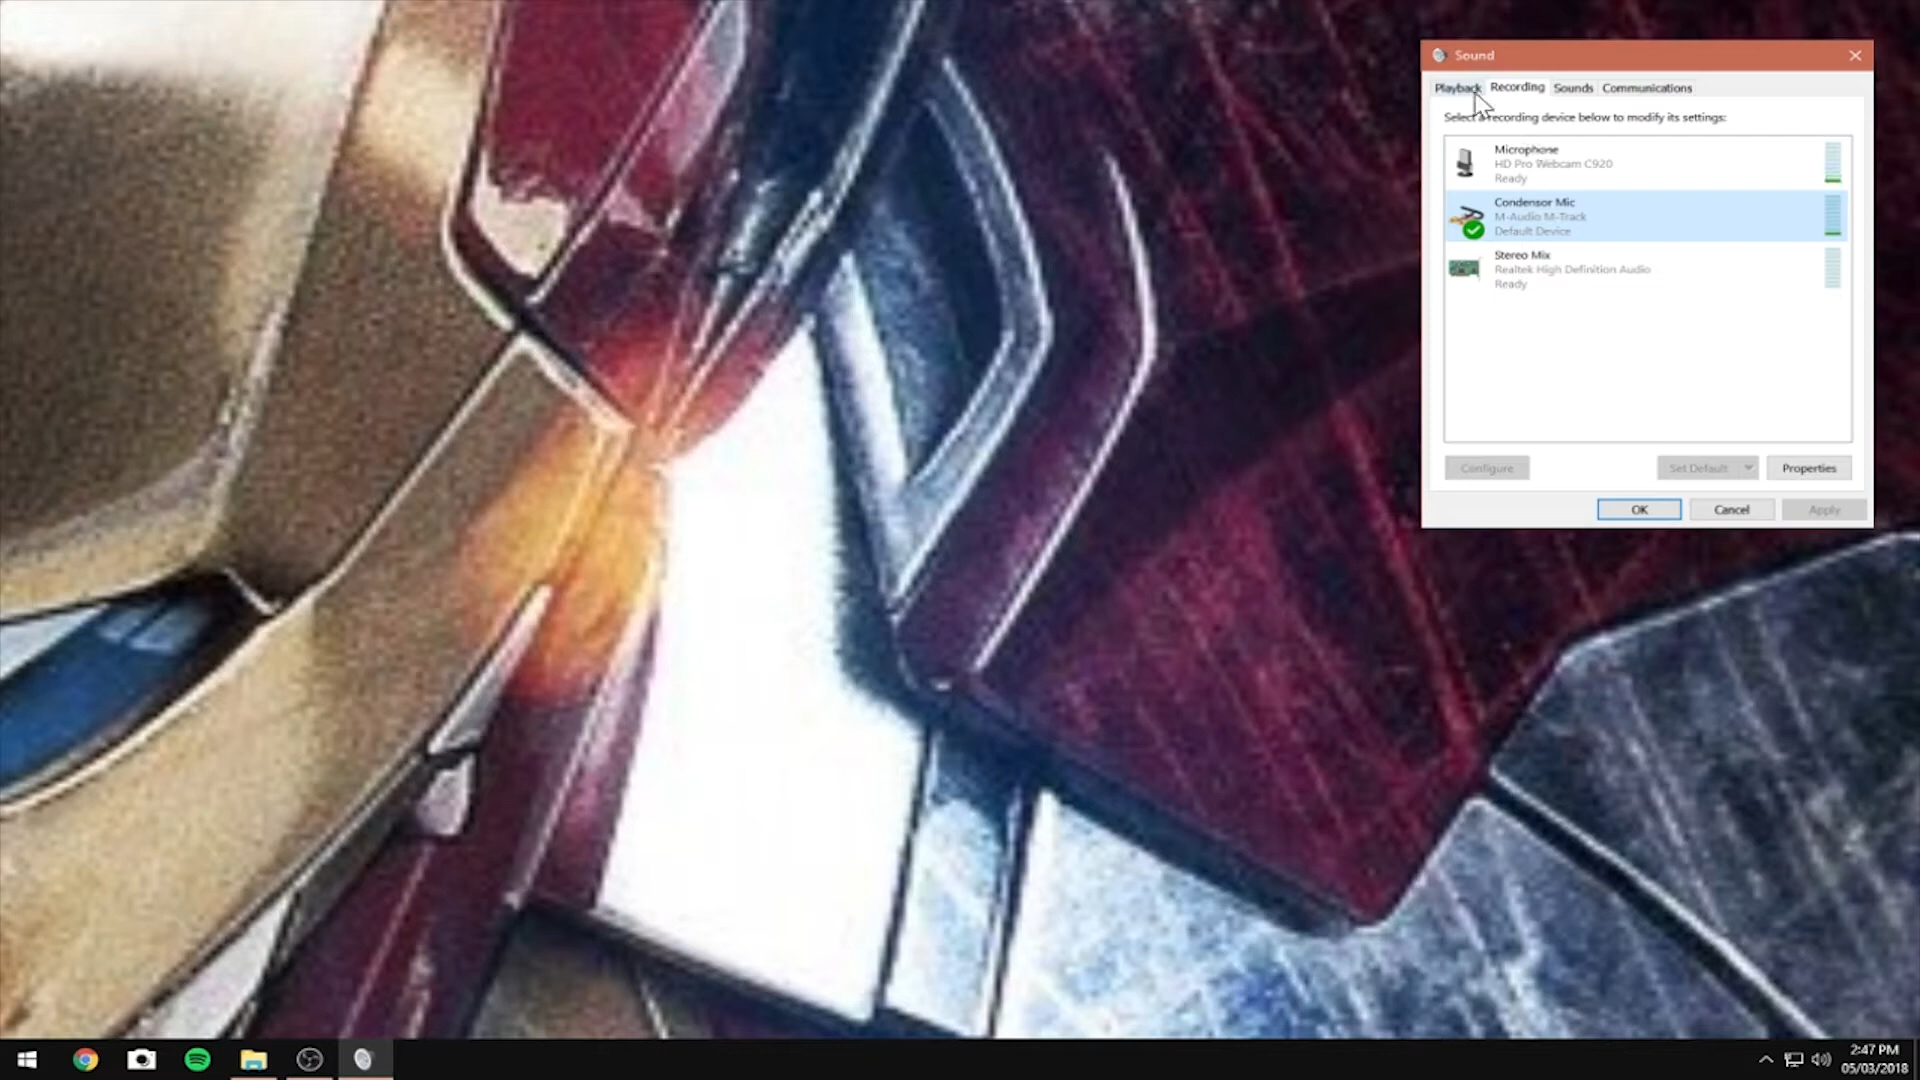 Sound
Playback Recording Sounds Communications
Select a recording device below to modify its settings:
Microphone
HD Pro Webcam C920
Ready
Condensor Mic
M-Audio M-Track
Default Device
Stereo Mix
Realtek High Definition Audio
Ready
Configure Set Default Properties
OK Cancel Apply
2:47 PM
05/03/2018